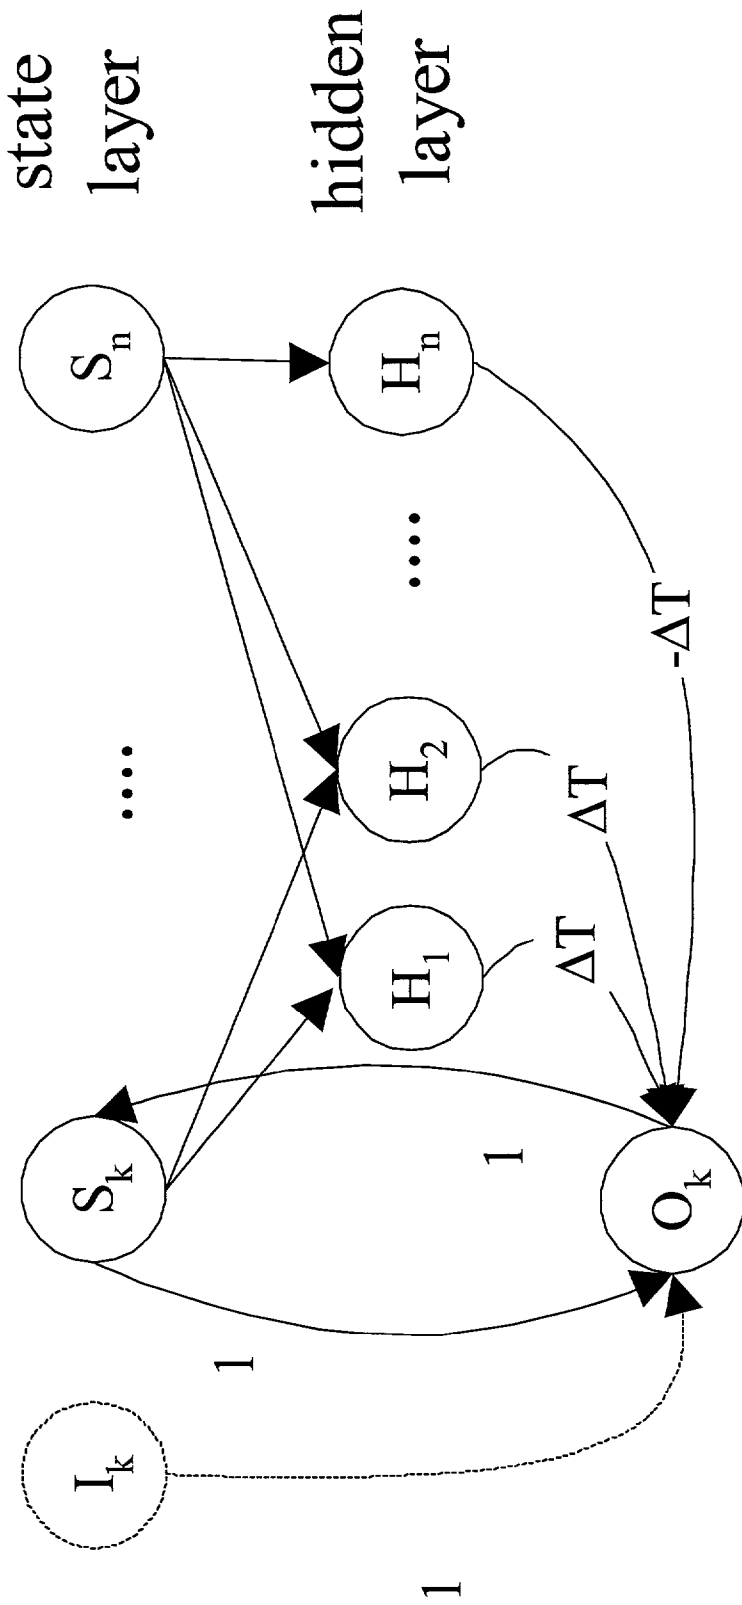 state
layer
hidden
layer
I_k
S_k
....
S_n
1
H_1
H_2
....
H_n
1
1
ΔT
ΔT
-ΔT
O_k